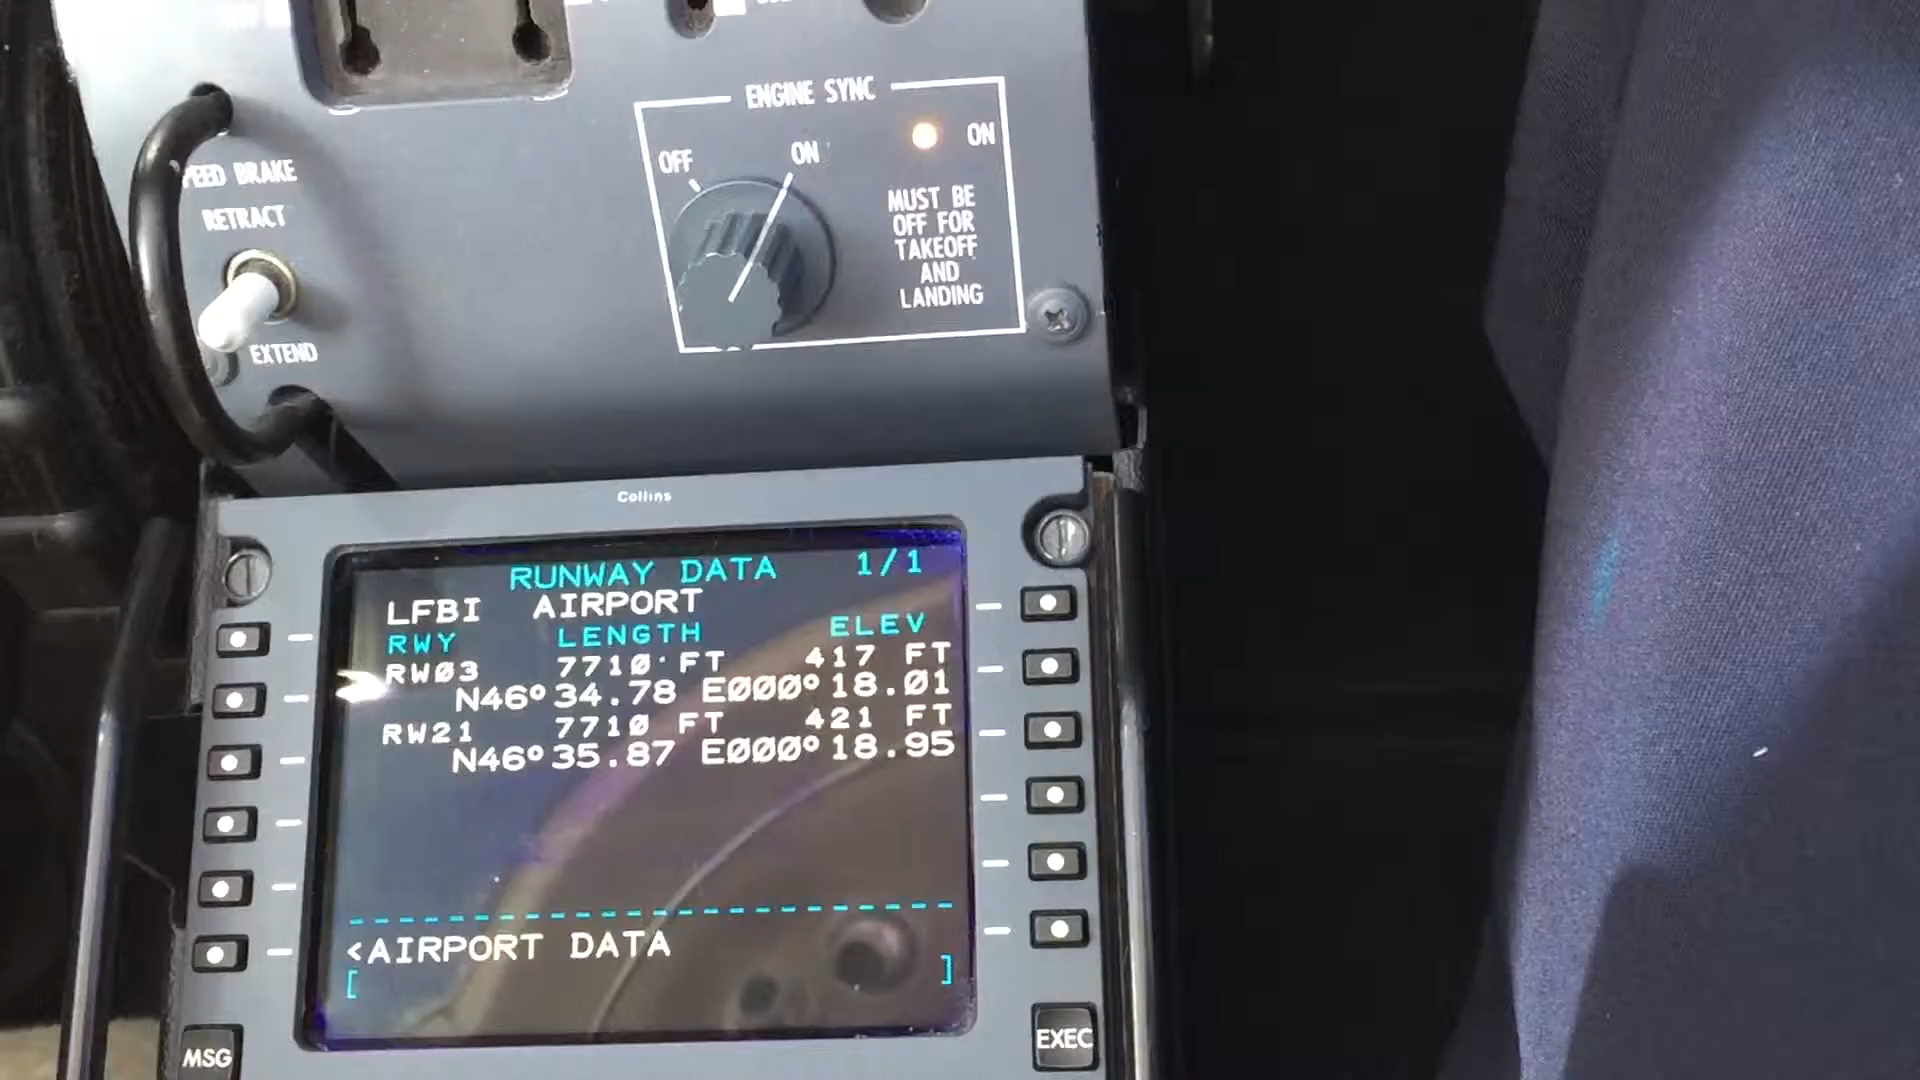 ENGINE SYNC
OFF ON ON
MUST BE
OFF FOR
TAKEOFF
AND
LANDING
PEED BRAKE
RETRACT
EXTEND
Collins
RUNWAY DATA 1/1
LFBI AIRPORT
RWY LENGTH ELEV
RW03 7710 FT 417 FT
N46°34.78 E000°18.01
RW21 7710 FT 421 FT
N46°35.87 E000°18.95
<AIRPORT DATA
[ ]
MSG EXEC